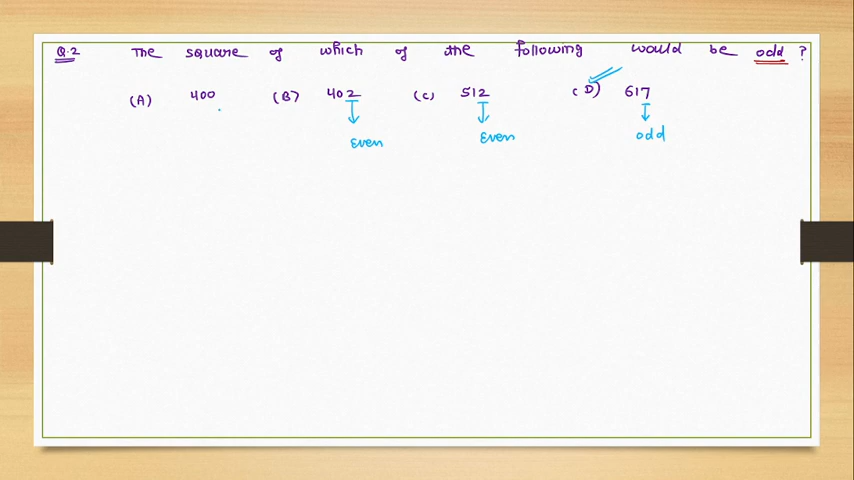 Q.2 The square of which of the following would be odd ?
(A) 400 (B) 402 (C) 512 (D) 617
Even Even odd